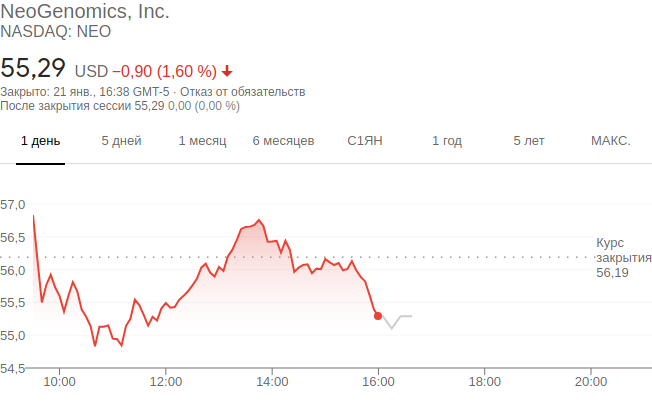 NeoGenomics, Inc.
NASDAQ: NEO
55,29 USD −0,90 (1,60 %)
Закрыто: 21 янв., 16:38 GMT-5 · Отказ от обязательств
После закрытия сессии 55,29 0,00 (0,00 %)
1 день 5 дней 1 месяц 6 месяцев С1ЯН 1 год 5 лет МАКС.
57,0
56,5
Курс
закрытия
56,19
56,0
55,5
55,0
54,5
10:00 12:00 14:00 16:00 18:00 20:00